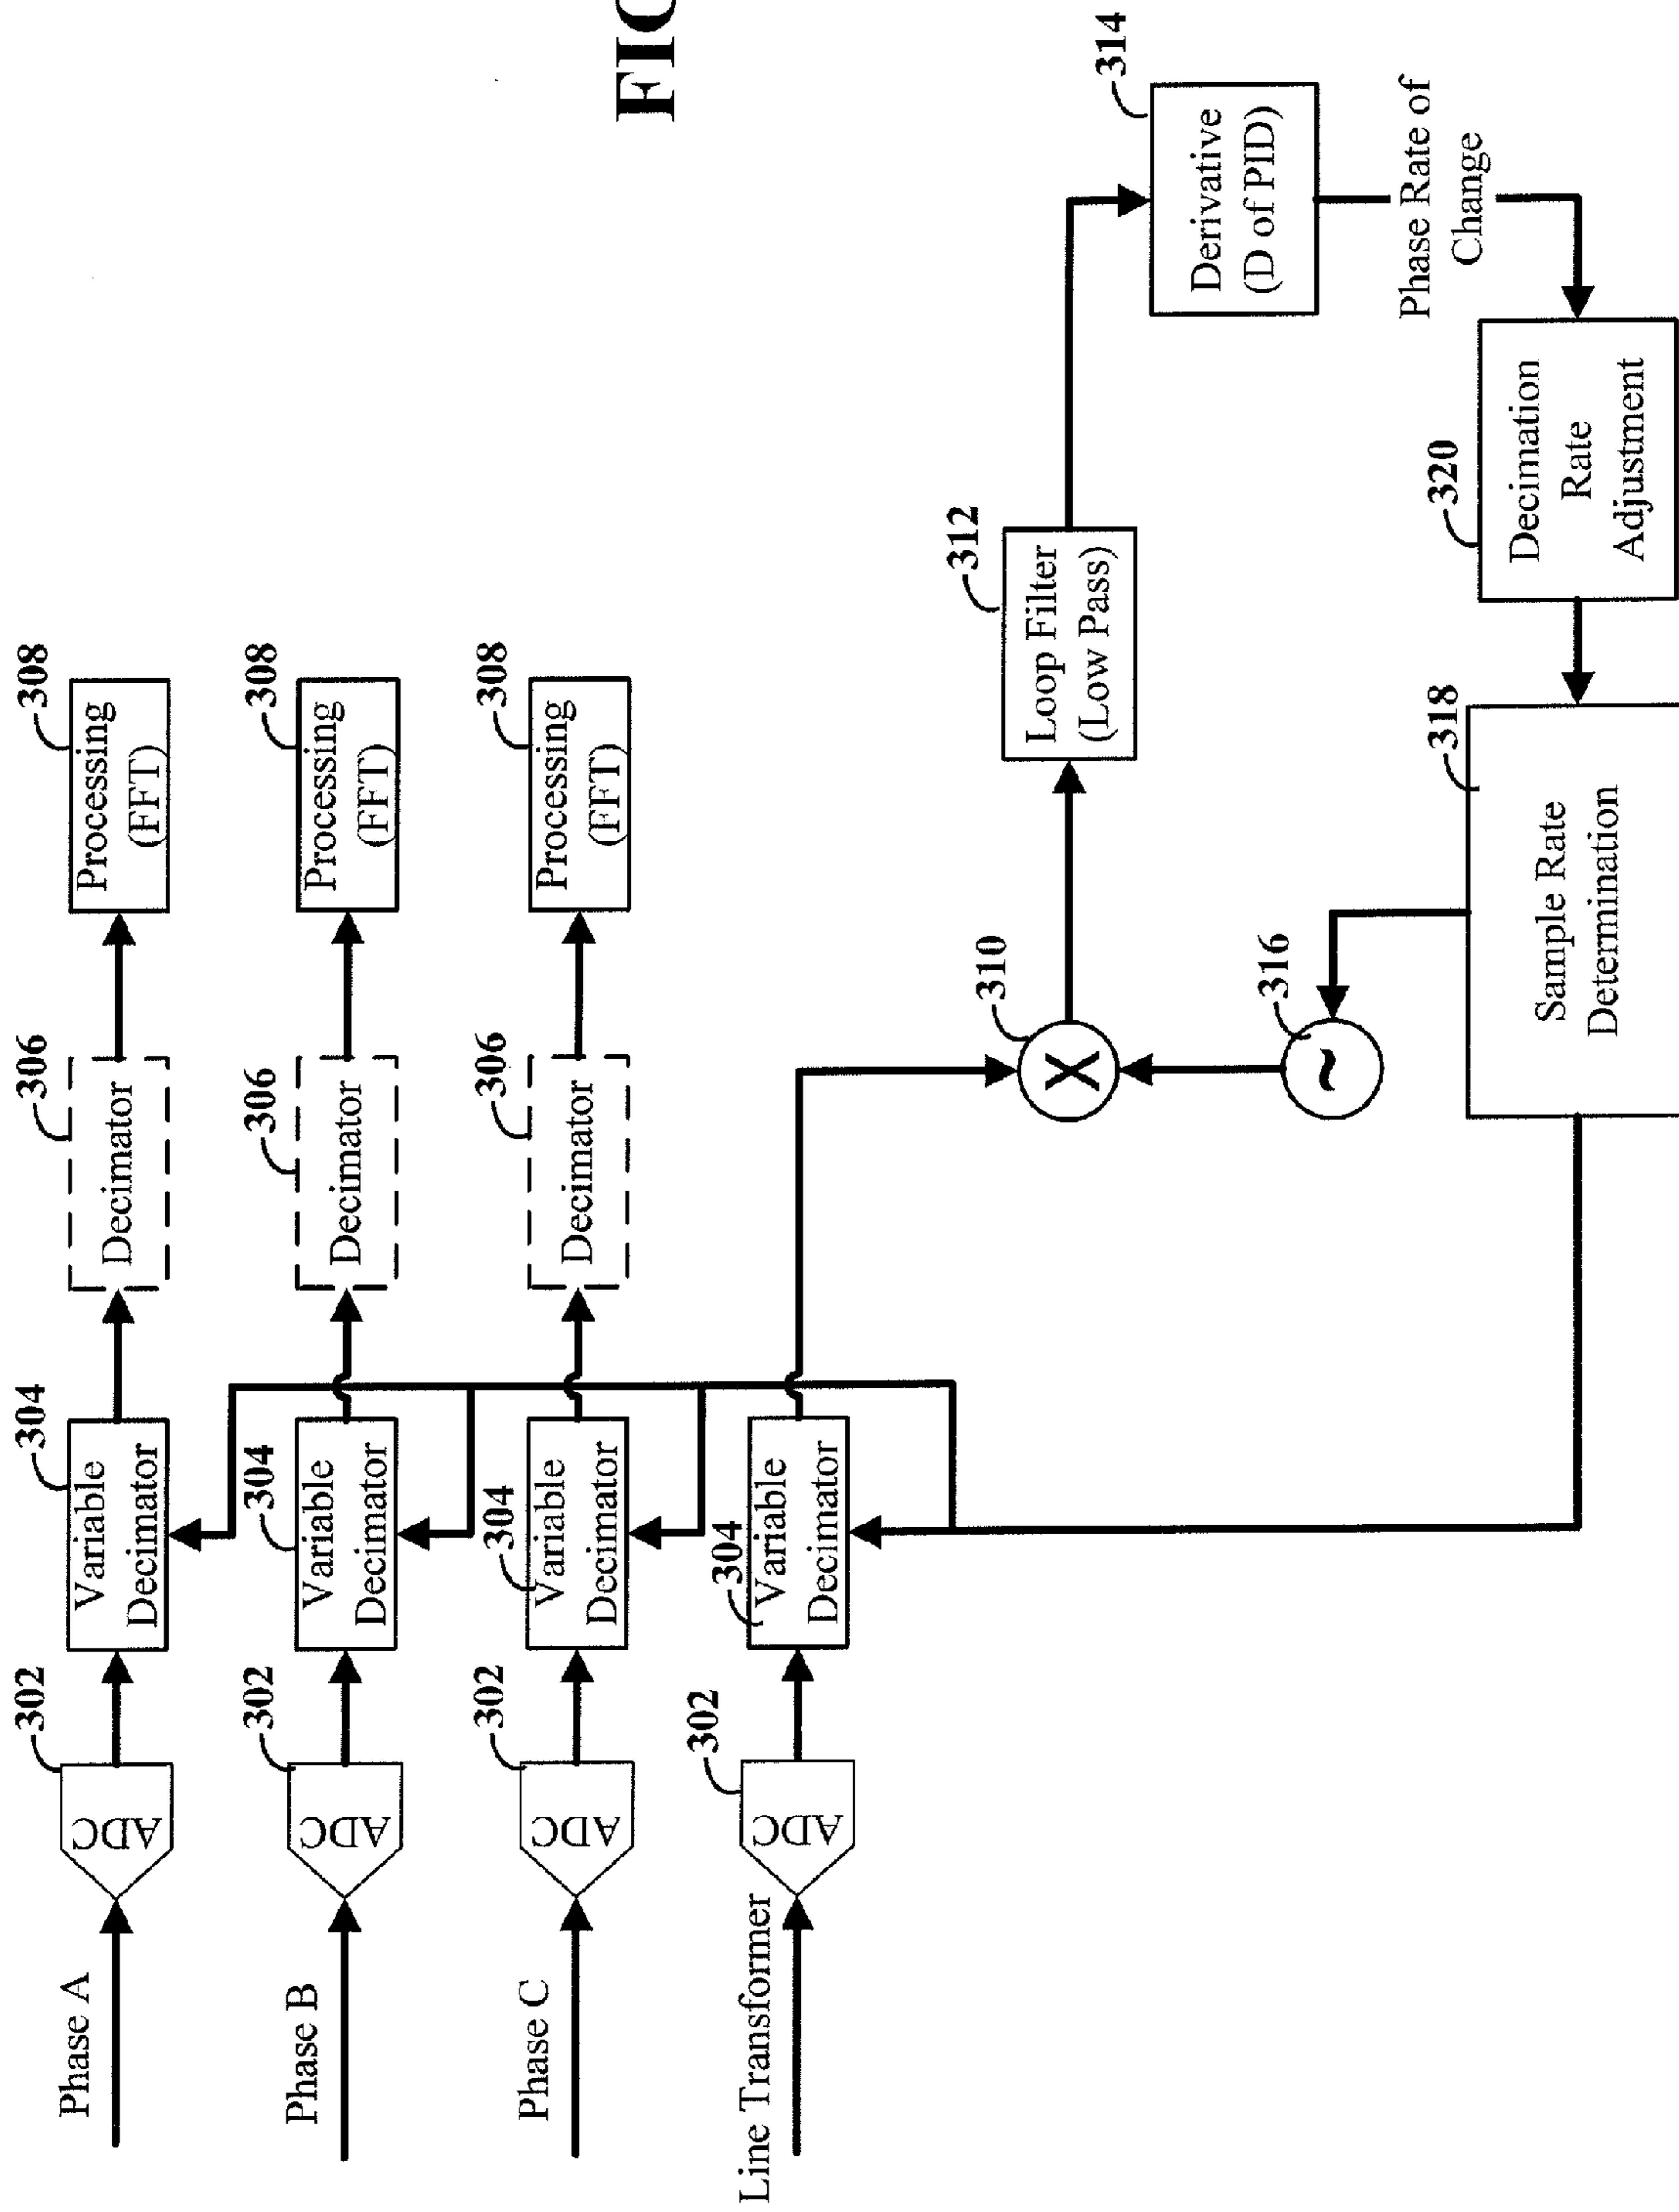 FIG
Phase A
302
ADC
304
Variable
Decimator
306
Decimator
308
Processing
(FFT)
Phase B
302
ADC
304
Variable
Decimator
306
Decimator
308
Processing
(FFT)
Phase C
302
ADC
304
Variable
Decimator
306
Decimator
308
Processing
(FFT)
Line Transformer
302
ADC
304
Variable
Decimator
310
X
312
Loop Filter
(Low Pass)
314
Derivative
(D of PID)
Phase Rate of
Change
316
~
318
Sample Rate
Determination
320
Decimation
Rate
Adjustment